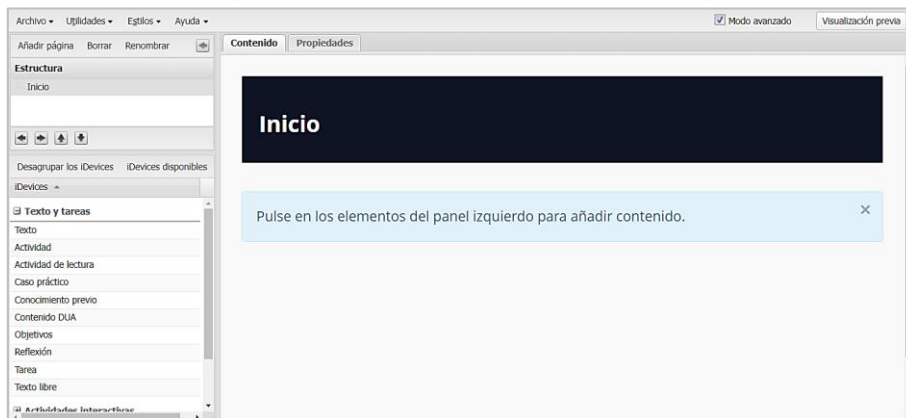 Archivo Utilidades Estilos Ayuda Modo avanzado Visualización previa
Añadir página Borrar Renombrar
Estructura
Inicio
Desagrupar los iDevices iDevices disponibles
iDevices
Texto y tareas
Texto
Actividad
Actividad de lectura
Caso práctico
Conocimiento previo
Contenido DUA
Objetivos
Reflexión
Tarea
Texto libre
Actividades interactivas
Contenido Propiedades
Inicio
Pulse en los elementos del panel izquierdo para añadir contenido.